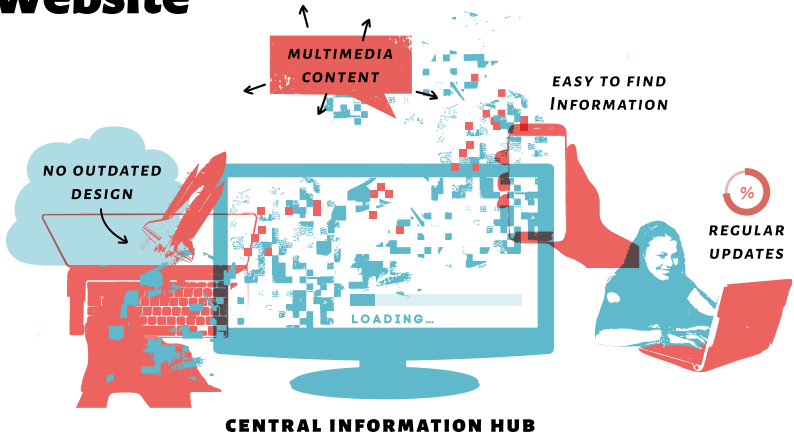 Website
MULTIMEDIA
CONTENT
EASY TO FIND
INFORMATION
NO OUTDATED
DESIGN
%
REGULAR
UPDATES
LOADING...
CENTRAL INFORMATION HUB